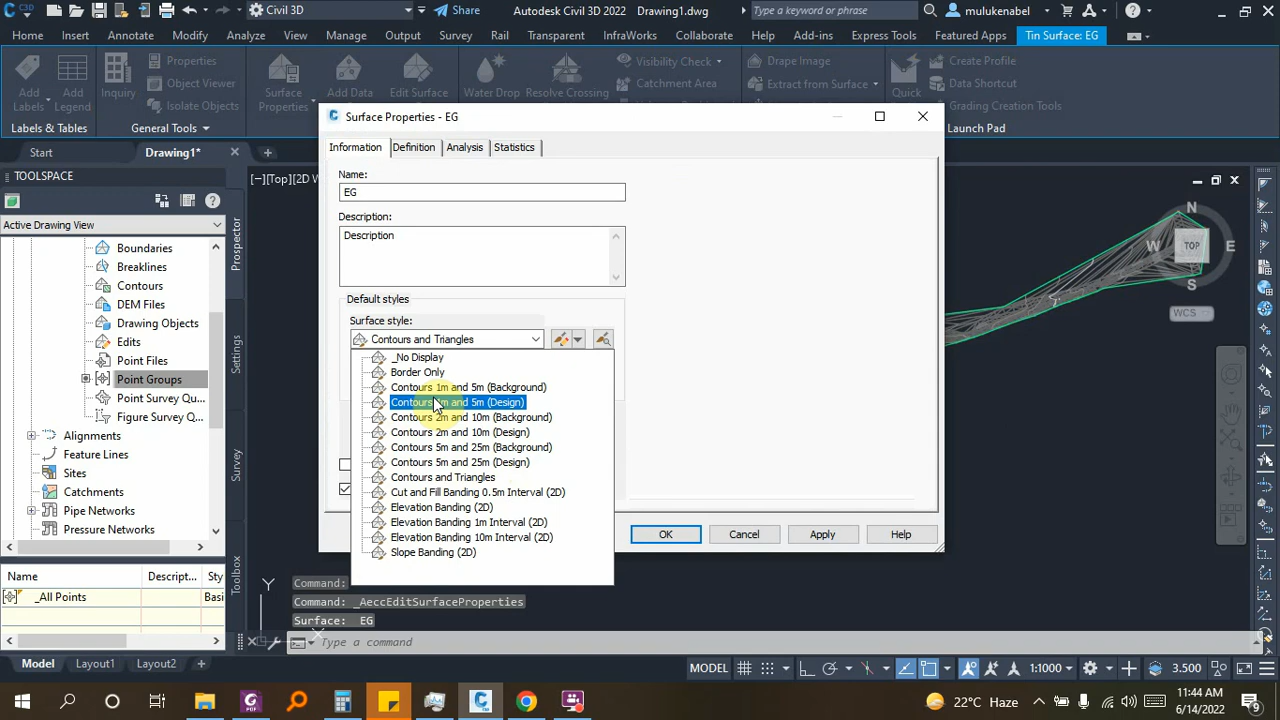 C3D
Civil 3D
Share
Autodesk Civil 3D 2022
Drawing1.dwg
Type a keyword or phrase
mulukenabel
Home
Insert
Annotate
Modify
Analyze
View
Manage
Output
Survey
Rail
Transparent
InfraWorks
Collaborate
Help
Add-ins
Express Tools
Featured Apps
Tin Surface: EG
Add Labels
Add Legend
Inquiry
Properties
Object Viewer
Isolate Objects
Surface Properties
Add Data
Edit Surface
Water Drop
Resolve Crossing
Visibility Check
Catchment Area
Drape Image
Extract from Surface
Quick
Create Profile
Data Shortcut
Grading Creation Tools
Labels & Tables
General Tools
Launch Pad
Start
Drawing1*
TOOLSPACE
Active Drawing View
Boundaries
Breaklines
Contours
DEM Files
Drawing Objects
Point Files
Point Groups
Point Survey Qu...
Figure Survey Qu...
Alignments
Feature Lines
Sites
Catchments
Pipe Networks
Pressure Networks
Prospector
Settings
Survey
Toolbox
Name
Descript...
Sty
_All Points
Basi
[−][Top][2D W
Surface Properties - EG
Information
Definition
Analysis
Statistics
Name:
EG
Description:
Description
Default styles
Surface style:
Contours and Triangles
_No Display
Border Only
Contours 1m and 5m (Background)
Contours 1m and 5m (Design)
Contours 2m and 10m (Background)
Contours 2m and 10m (Design)
Contours 5m and 25m (Background)
Contours 5m and 25m (Design)
Contours and Triangles
Cut and Fill Banding 0.5m Interval (2D)
Elevation Banding (2D)
Elevation Banding 1m Interval (2D)
Elevation Banding 10m Interval (2D)
Slope Banding (2D)
OK
Cancel
Apply
Help
N
W
TOP
E
S
WCS
Y
Command:
Command: _AeccEditSurfaceProperties
Surface: EG
Type a command
Model
Layout1
Layout2
MODEL
1:1000
3.500
22°C Haze
11:44 AM
6/14/2022
9